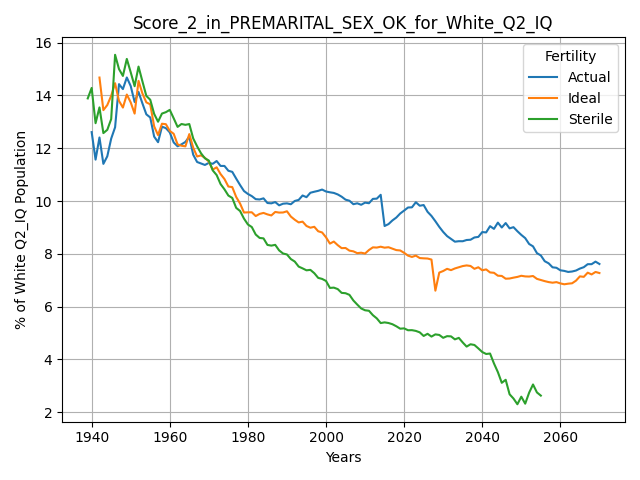 Score_2_in_PREMARITAL_SEX_OK_for_White_Q2_IQ
% of White Q2_IQ Population
16
14
12
10
8
6
4
2
Fertility
Actual
Ideal
Sterile
1940 1960 1980 2000 2020 2040 2060
Years